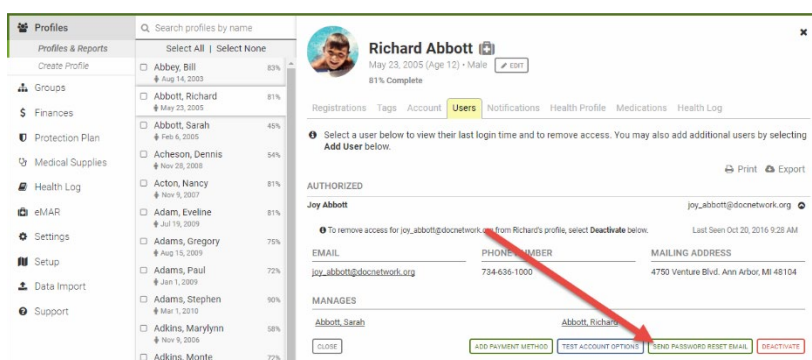 Profiles
Profiles & Reports
Create Profile
Groups
Finances
Protection Plan
Medical Supplies
Health Log
eMAR
Settings
Setup
Data Import
Support
Search profiles by name
Select All | Select None
Abbey, Bill 83%
Aug 14, 2003
Abbott, Richard 81%
May 23, 2005
Abbott, Sarah 45%
Feb 6, 2005
Acheson, Dennis 54%
Nov 28, 2008
Acton, Nancy 81%
Nov 9, 2007
Adam, Eveline 81%
Jul 19, 2009
Adams, Gregory 75%
Aug 15, 2009
Adams, Paul 72%
Jan 1, 2009
Adams, Stephen 90%
Mar 1, 2010
Adkins, Marylynn 58%
Nov 9, 2006
Adkins, Monte 72%
Richard Abbott
May 23, 2005 (Age 12) • Male EDIT
81% Complete
Registrations Tags Account Users Notifications Health Profile Medications Health Log
Select a user below to view their last login time and to remove access. You may also add additional users by selecting
Add User below.
Print Export
AUTHORIZED
Joy Abbott joy_abbott@docnetwork.org
To remove access for joy_abbott@docnetwork.org from Richard's profile, select Deactivate below. Last Seen Oct 20, 2016 9:28 AM
EMAIL PHONE NUMBER MAILING ADDRESS
joy_abbott@docnetwork.org 734-636-1000 4750 Venture Blvd. Ann Arbor, MI 48104
MANAGES
Abbott, Sarah Abbott, Richard
CLOSE ADD PAYMENT METHOD TEST ACCOUNT OPTIONS SEND PASSWORD RESET EMAIL DEACTIVATE